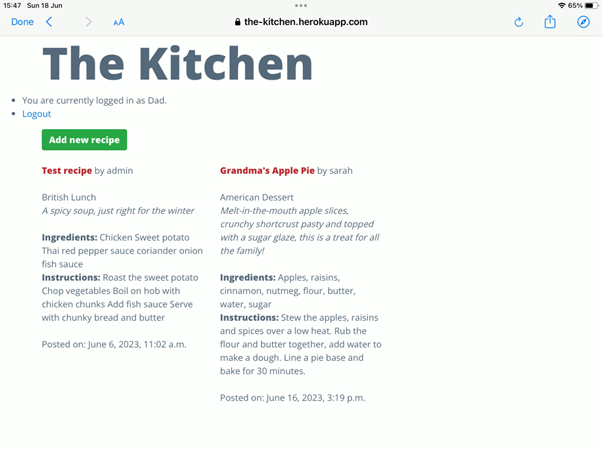 15:47 Sun 18 Jun
65%
Done
AA
the-kitchen.herokuapp.com
The Kitchen
You are currently logged in as Dad.
Logout
Add new recipe
Test recipe by admin
British Lunch
A spicy soup, just right for the winter
Ingredients: Chicken Sweet potato
Thai red pepper sauce coriander onion
fish sauce
Instructions: Roast the sweet potato
Chop vegetables Boil on hob with
chicken chunks Add fish sauce Serve
with chunky bread and butter
Posted on: June 6, 2023, 11:02 a.m.
Grandma's Apple Pie by sarah
American Dessert
Melt-in-the-mouth apple slices,
crunchy shortcrust pasty and topped
with a sugar glaze, this is a treat for all
the family!
Ingredients: Apples, raisins,
cinnamon, nutmeg, flour, butter,
water, sugar
Instructions: Stew the apples, raisins
and spices over a low heat. Rub the
flour and butter together, add water to
make a dough. Line a pie base and
bake for 30 minutes.
Posted on: June 16, 2023, 3:19 p.m.